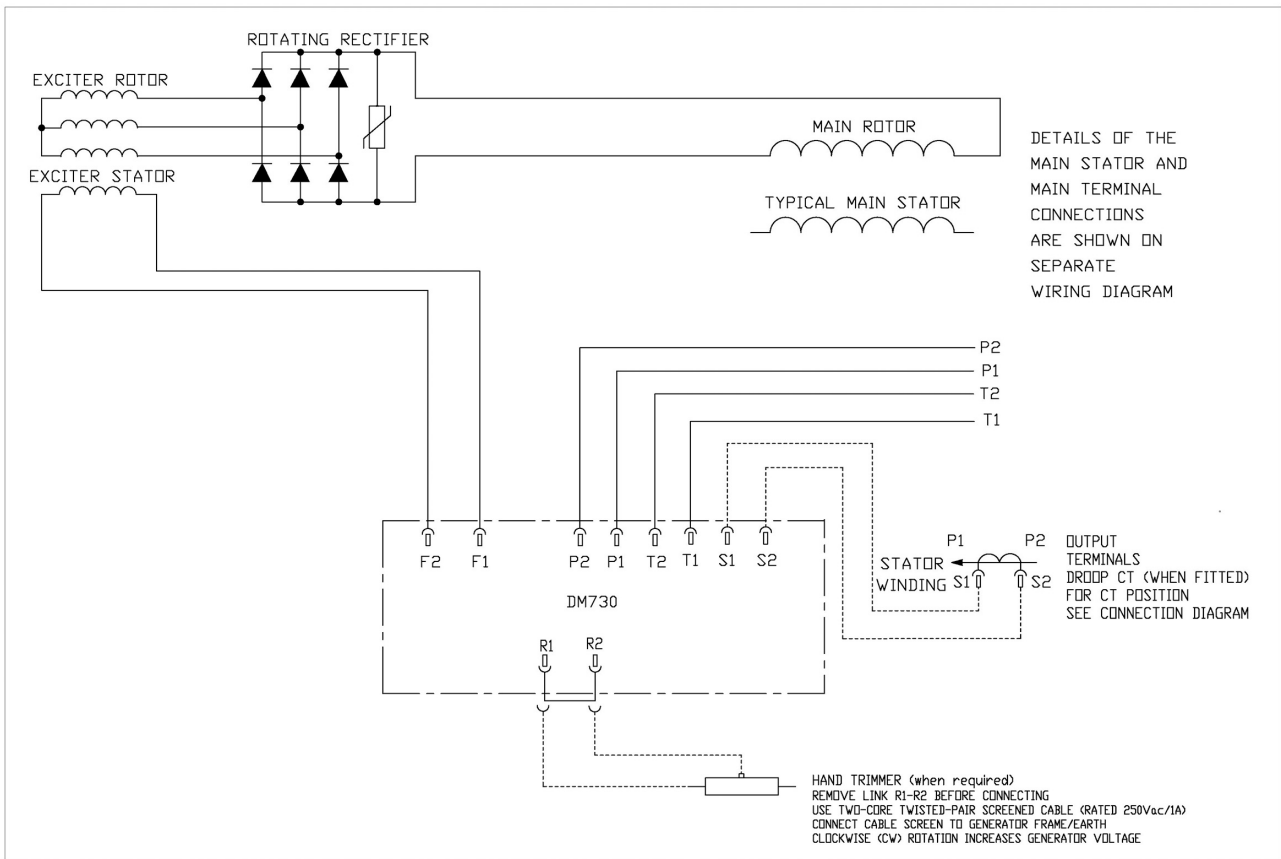 ROTATING RECTIFIER
EXCITER ROTOR
EXCITER STATOR
MAIN ROTOR
TYPICAL MAIN STATOR
DETAILS OF THE
MAIN STATOR AND
MAIN TERMINAL
CONNECTIONS
ARE SHOWN ON
SEPARATE
WIRING DIAGRAM
P2
P1
T2
T1
F2 F1 P2 P1 T2 T1 S1 S2
DM730
R1 R2
P1 P2
STATOR
WINDING
S1 S2
OUTPUT
TERMINALS
DROOP CT (WHEN FITTED)
FOR CT POSITION
SEE CONNECTION DIAGRAM
HAND TRIMMER (when required)
REMOVE LINK R1-R2 BEFORE CONNECTING
USE TWO-CORE TWISTED-PAIR SCREENED CABLE (RATED 250Vac/1A)
CONNECT CABLE SCREEN TO GENERATOR FRAME/EARTH
CLOCKWISE (CW) ROTATION INCREASES GENERATOR VOLTAGE